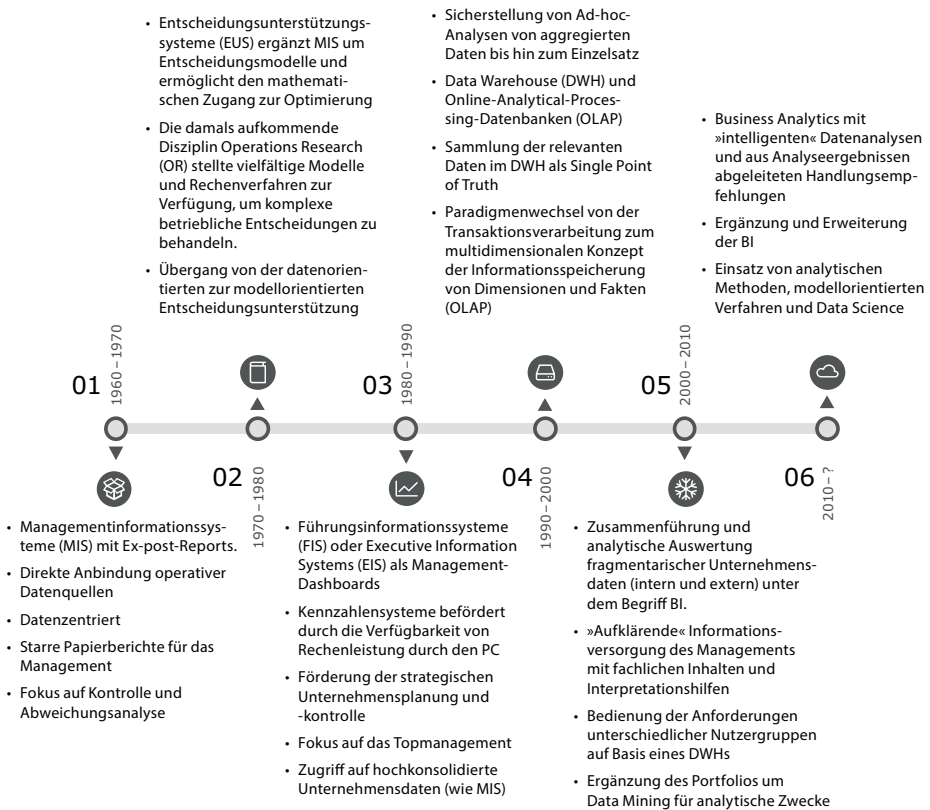 • Entscheidungsunterstützungs-
systeme (EUS) ergänzt MIS um
Entscheidungsmodelle und
ermöglicht den mathemati-
schen Zugang zur Optimierung
• Die damals aufkommende
Disziplin Operations Research
(OR) stellte vielfältige Modelle
und Rechenverfahren zur
Verfügung, um komplexe
betriebliche Entscheidungen zu
behandeln.
• Übergang von der datenorien-
tierten zur modellorientierten
Entscheidungsunterstützung
• Sicherstellung von Ad-hoc-
Analysen von aggregierten
Daten bis hin zum Einzelsatz
• Data Warehouse (DWH) und
Online-Analytical-Proces-
sing-Datenbanken (OLAP)
• Sammlung der relevanten
Daten im DWH als Single Point
of Truth
• Paradigmenwechsel von der
Transaktionsverarbeitung zum
multidimensionalen Konzept
der Informationsspeicherung
von Dimensionen und Fakten
(OLAP)
• Business Analytics mit
»intelligenten« Datenanalysen
und aus Analyseergebnissen
abgeleiteten Handlungsemp-
fehlungen
• Ergänzung und Erweiterung
der BI
• Einsatz von analytischen
Methoden, modellorientierten
Verfahren und Data Science
01
1960–1970
03
1980–1990
05
2000–2010
02
1970–1980
04
1990–2000
06
2010–?
• Managementinformationssys-
teme (MIS) mit Ex-post-Reports.
• Direkte Anbindung operativer
Datenquellen
• Datenzentriert
• Starre Papierberichte für das
Management
• Fokus auf Kontrolle und
Abweichungsanalyse
• Führungsinformationssysteme
(FIS) oder Executive Information
Systems (EIS) als Management-
Dashboards
• Kennzahlensysteme befördert
durch die Verfügbarkeit von
Rechenleistung durch den PC
• Förderung der strategischen
Unternehmensplanung und
-kontrolle
• Fokus auf das Topmanagement
• Zugriff auf hochkonsolidierte
Unternehmensdaten (wie MIS)
• Zusammenführung und
analytische Auswertung
fragmentarischer Unternehmens-
daten (intern und extern) unter
dem Begriff BI.
• »Aufklärende« Informations-
versorgung des Managements
mit fachlichen Inhalten und
Interpretationshilfen
• Bedienung der Anforderungen
unterschiedlicher Nutzergruppen
auf Basis eines DWHs
• Ergänzung des Portfolios um
Data Mining für analytische Zwecke